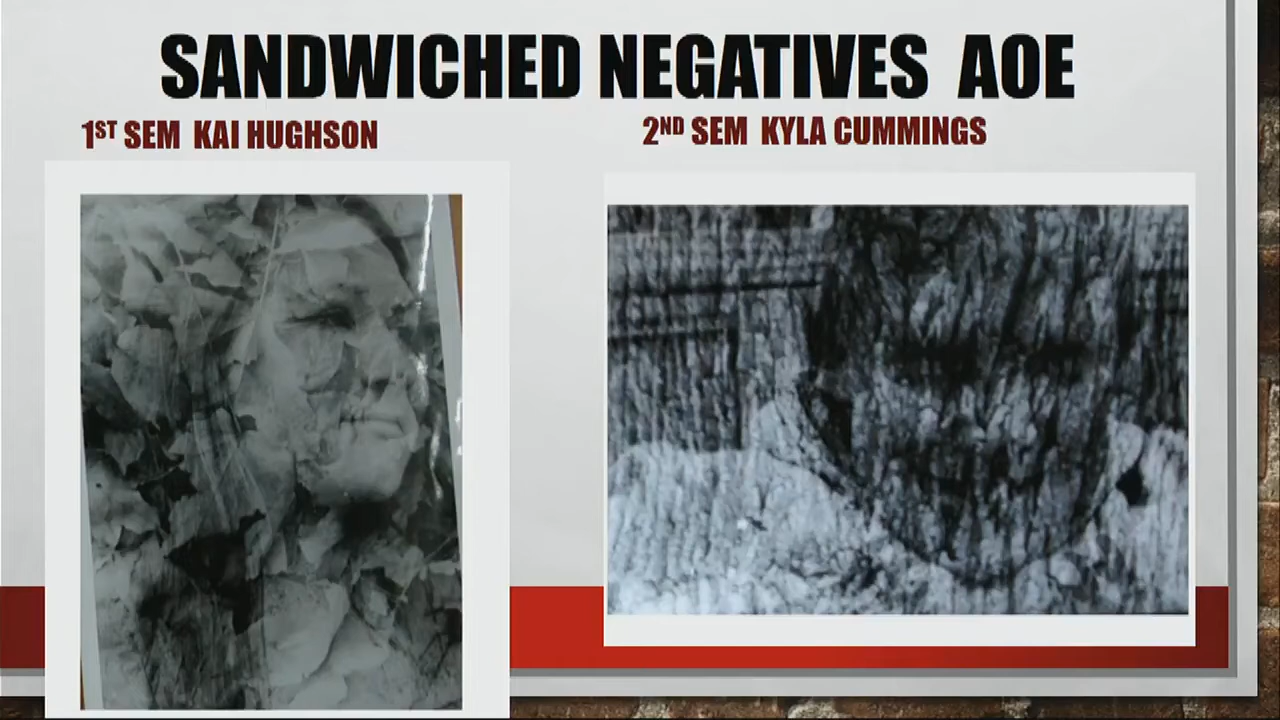 SANDWICHED NEGATIVES AOE
1ST SEM KAI HUGHSON
2ND SEM KYLA CUMMINGS